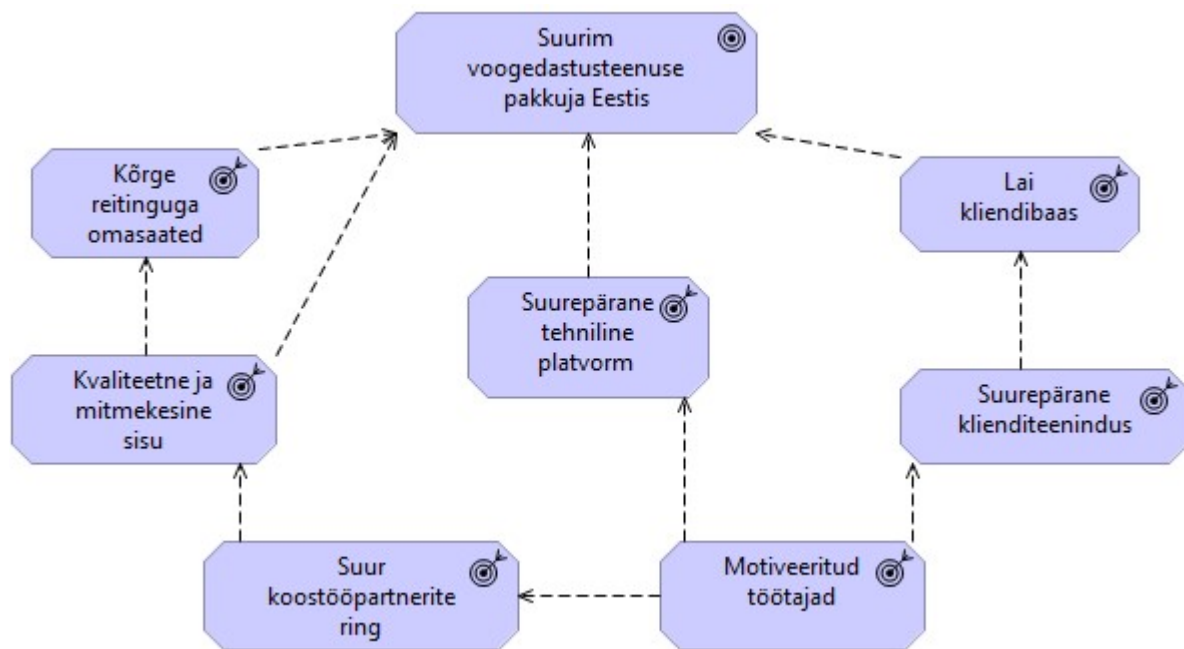 Suurim
voogedastusteenuse
pakkuja Eestis
Kõrge
reitinguga
omasaated
Lai
kliendibaas
Suurepärane
tehniline
platvorm
Kvaliteetne ja
mitmekesine
sisu
Suurepärane
klienditeenindus
Suur
koostööpartnerite
ring
Motiveeritud
töötajad